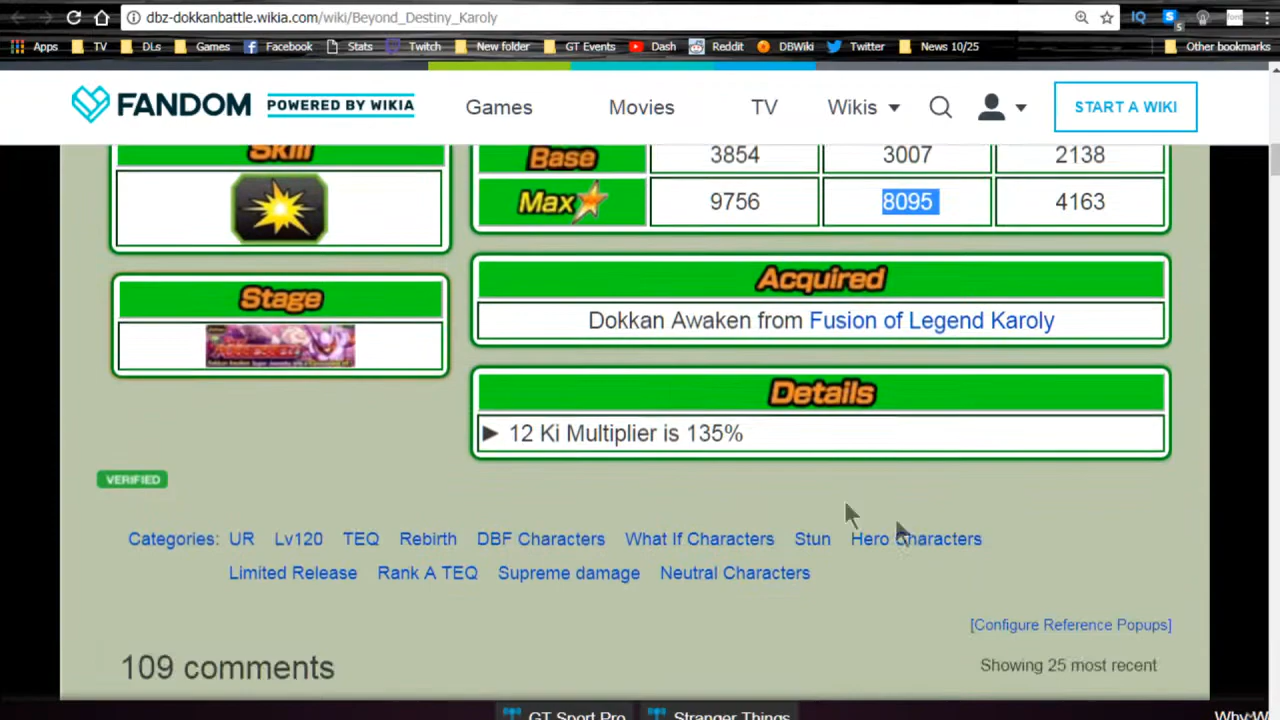 dbz-dokkanbattle.wikia.com/wiki/Beyond_Destiny_Karoly
Apps TV DLs Games Facebook Stats Twitch New folder GT Events Dash Reddit DBWiki Twitter News 10/25 Other bookmarks
FANDOM POWERED BY WIKIA Games Movies TV Wikis START A WIKI
Skill
Base 3854 3007 2138
Max 9756 8095 4163
Acquired
Dokkan Awaken from Fusion of Legend Karoly
Stage
Details
► 12 Ki Multiplier is 135%
VERIFIED
Categories: UR Lv120 TEQ Rebirth DBF Characters What If Characters Stun Hero Characters
Limited Release Rank A TEQ Supreme damage Neutral Characters
[Configure Reference Popups]
109 comments
Showing 25 most recent
GT Sport Pro Stranger Things